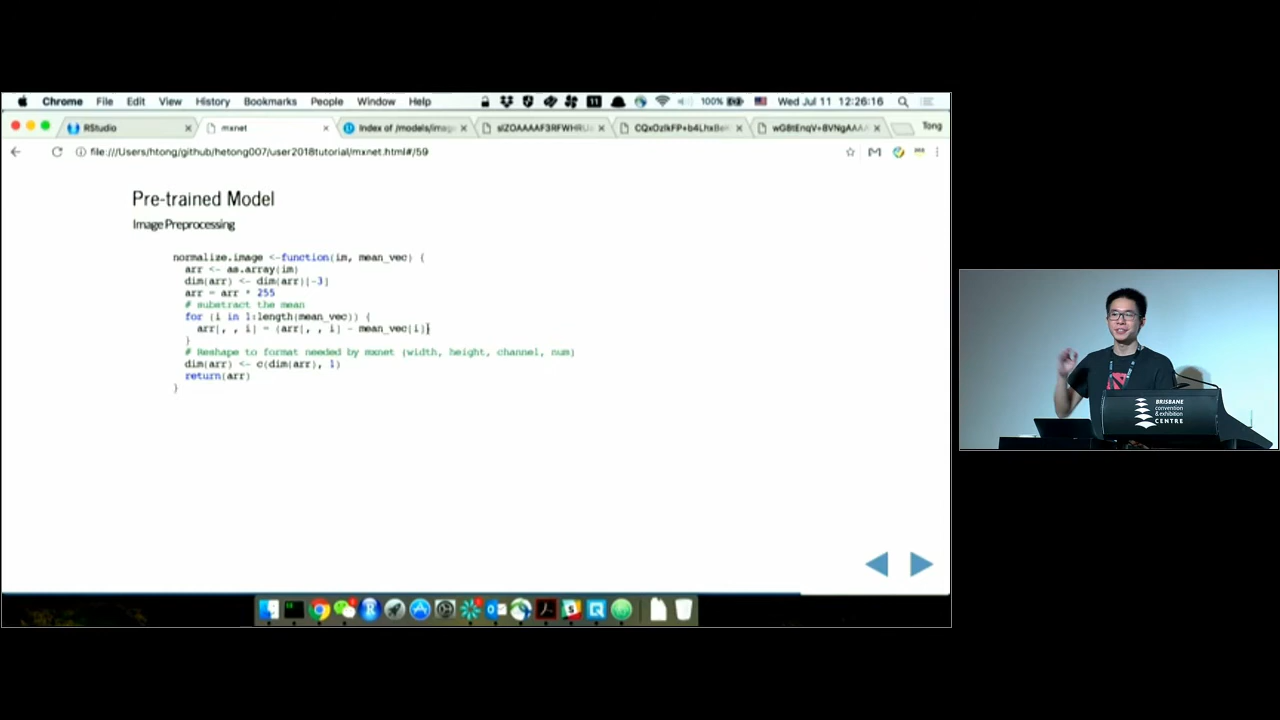 Chrome File Edit View History Bookmarks People Window Help
11 100% Wed Jul 11 12:26:16
RStudio
mxnet
Index of /models/imag
Tong
file:///Users/htong/github/hetong007/user2018tutorial/mxnet.html#/59
Pre-trained Model
Image Preprocessing
normalize.image <-function(im, mean_vec) {
arr <- as.array(im)
dim(arr) <- dim(arr)[-3]
arr = arr * 255
# substract the mean
for (i in 1:length(mean_vec)) {
arr[, , i] = (arr[, , i] - mean_vec[i])
}
# Reshape to format needed by mxnet (width, height, channel, num)
dim(arr) <- c(dim(arr), 1)
return(arr)
}
BRISBANE
convention
& exhibition
CENTRE